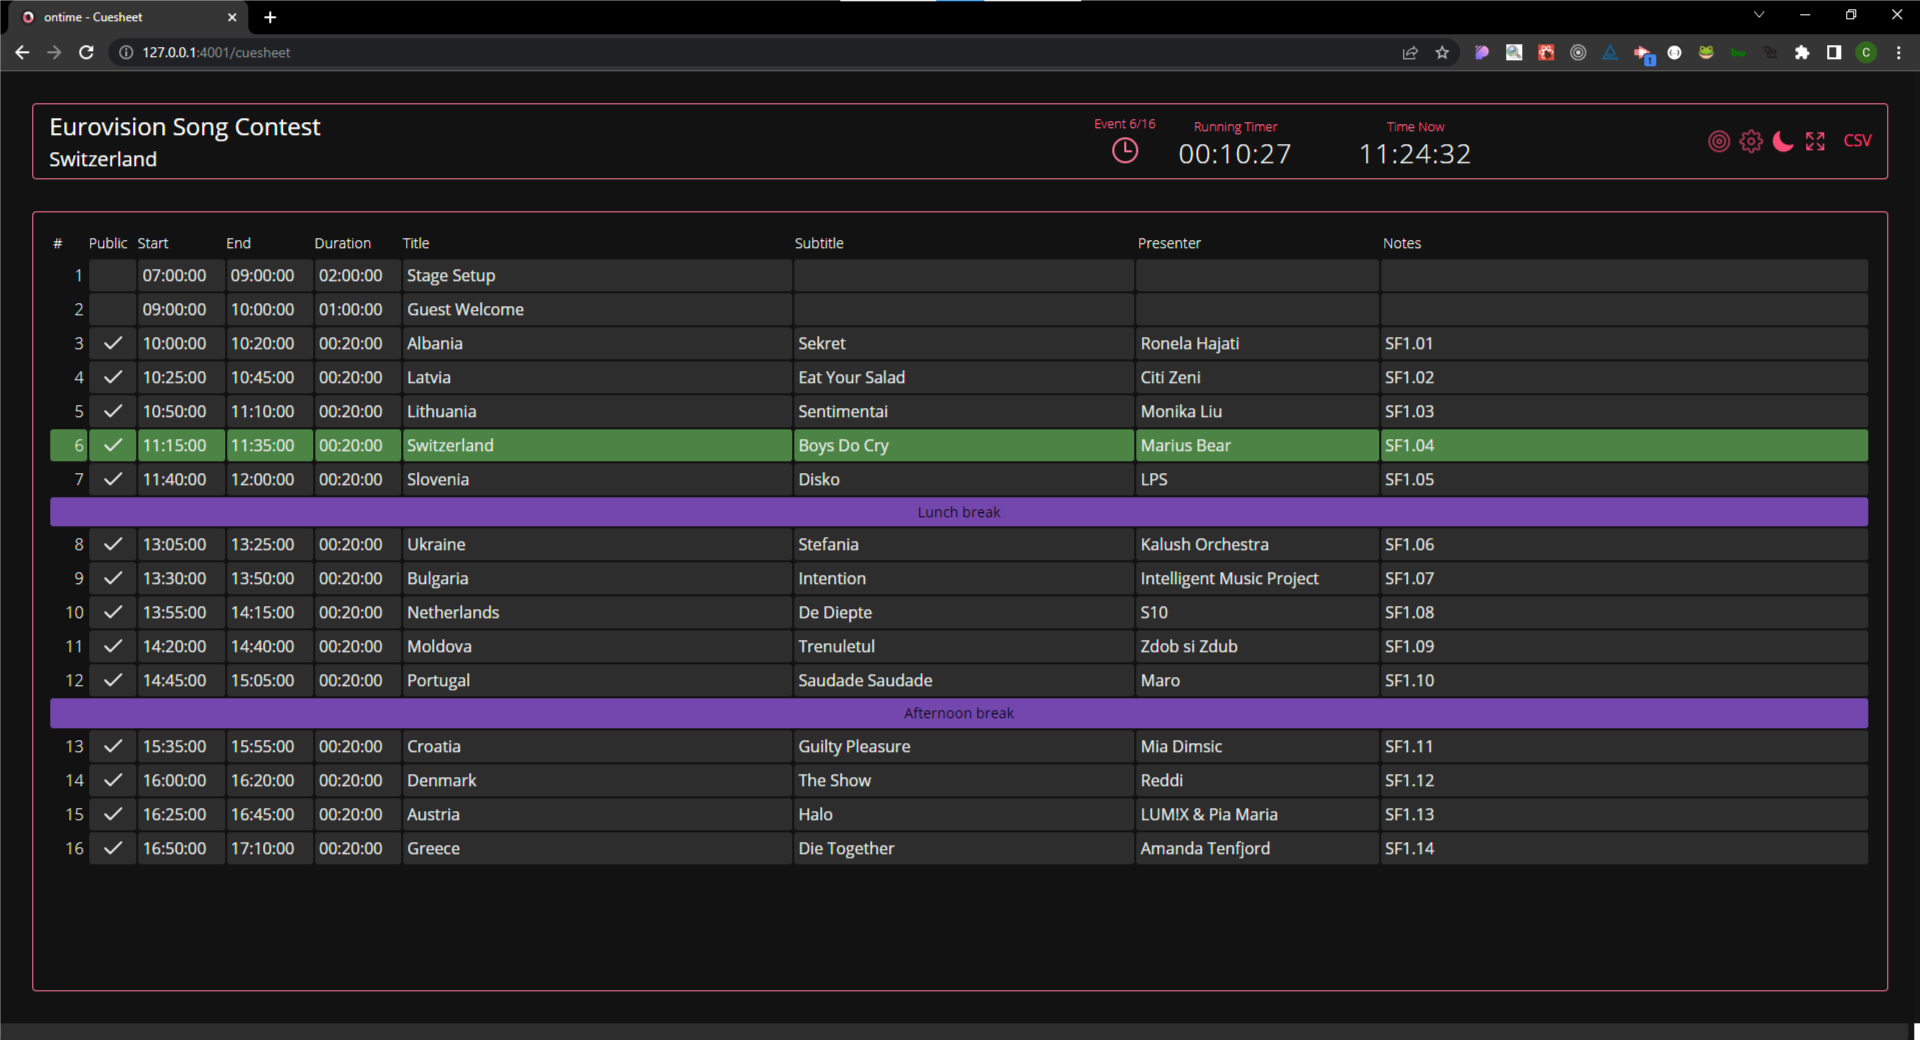 ontime - Cuesheet
127.0.0.1:4001/cuesheet
1
C
Eurovision Song Contest
Switzerland
Event 6/16
Running Timer
00:10:27
Time Now
11:24:32
CSV
# Public Start End Duration Title Subtitle Presenter Notes
1 07:00:00 09:00:00 02:00:00 Stage Setup
2 09:00:00 10:00:00 01:00:00 Guest Welcome
3 10:00:00 10:20:00 00:20:00 Albania Sekret Ronela Hajati SF1.01
4 10:25:00 10:45:00 00:20:00 Latvia Eat Your Salad Citi Zeni SF1.02
5 10:50:00 11:10:00 00:20:00 Lithuania Sentimentai Monika Liu SF1.03
6 11:15:00 11:35:00 00:20:00 Switzerland Boys Do Cry Marius Bear SF1.04
7 11:40:00 12:00:00 00:20:00 Slovenia Disko LPS SF1.05
Lunch break
8 13:05:00 13:25:00 00:20:00 Ukraine Stefania Kalush Orchestra SF1.06
9 13:30:00 13:50:00 00:20:00 Bulgaria Intention Intelligent Music Project SF1.07
10 13:55:00 14:15:00 00:20:00 Netherlands De Diepte S10 SF1.08
11 14:20:00 14:40:00 00:20:00 Moldova Trenuletul Zdob si Zdub SF1.09
12 14:45:00 15:05:00 00:20:00 Portugal Saudade Saudade Maro SF1.10
Afternoon break
13 15:35:00 15:55:00 00:20:00 Croatia Guilty Pleasure Mia Dimsic SF1.11
14 16:00:00 16:20:00 00:20:00 Denmark The Show Reddi SF1.12
15 16:25:00 16:45:00 00:20:00 Austria Halo LUM!X & Pia Maria SF1.13
16 16:50:00 17:10:00 00:20:00 Greece Die Together Amanda Tenfjord SF1.14